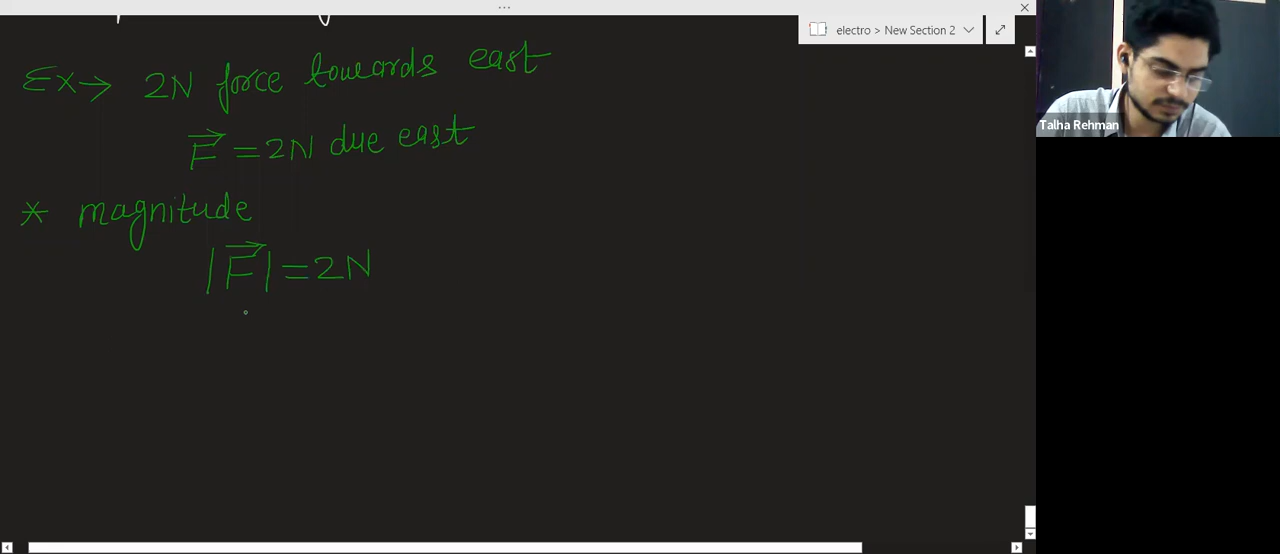 electro > New Section 2
Ex→ 2N force towards east
F⃗ = 2N due east
* magnitude
|F⃗| = 2N
Talha Rehman